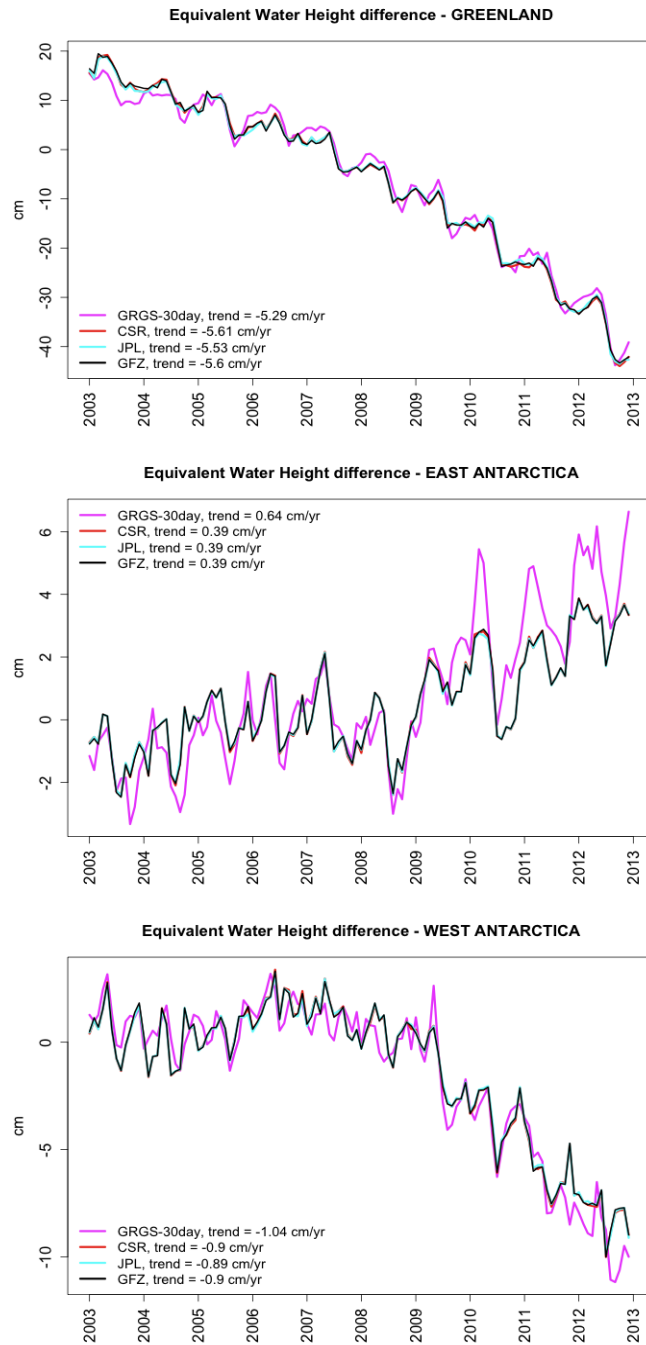 Equivalent Water Height difference - GREENLAND
20
10
0
-10
-20
-30
-40
cm
GRGS-30day, trend = -5.29 cm/yr
CSR, trend = -5.61 cm/yr
JPL, trend = -5.53 cm/yr
GFZ, trend = -5.6 cm/yr
2003 2004 2005 2006 2007 2008 2009 2010 2011 2012 2013
Equivalent Water Height difference - EAST ANTARCTICA
GRGS-30day, trend = 0.64 cm/yr
CSR, trend = 0.39 cm/yr
JPL, trend = 0.39 cm/yr
GFZ, trend = 0.39 cm/yr
6
4
2
0
-2
cm
2003 2004 2005 2006 2007 2008 2009 2010 2011 2012 2013
Equivalent Water Height difference - WEST ANTARCTICA
0
-5
-10
cm
GRGS-30day, trend = -1.04 cm/yr
CSR, trend = -0.9 cm/yr
JPL, trend = -0.89 cm/yr
GFZ, trend = -0.9 cm/yr
2003 2004 2005 2006 2007 2008 2009 2010 2011 2012 2013